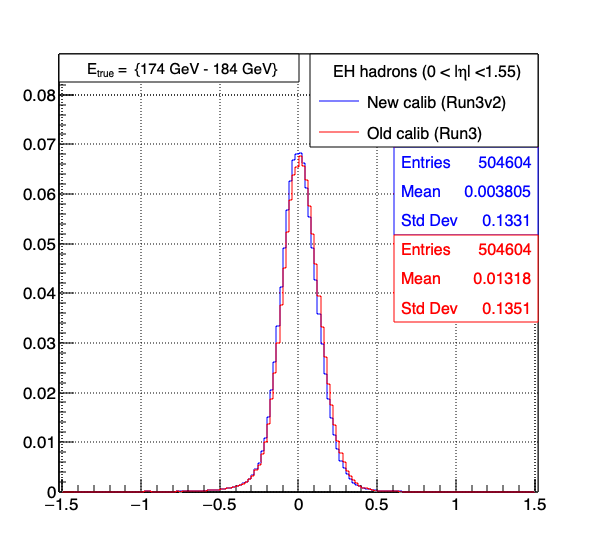 E_true = {174 GeV - 184 GeV}
EH hadrons (0 < |η| <1.55)
New calib (Run3v2)
Old calib (Run3)
Entries 504604
Mean 0.003805
Std Dev 0.1331
Entries 504604
Mean 0.01318
Std Dev 0.1351
0.08
0.07
0.06
0.05
0.04
0.03
0.02
0.01
0
−1.5 −1 −0.5 0 0.5 1 1.5